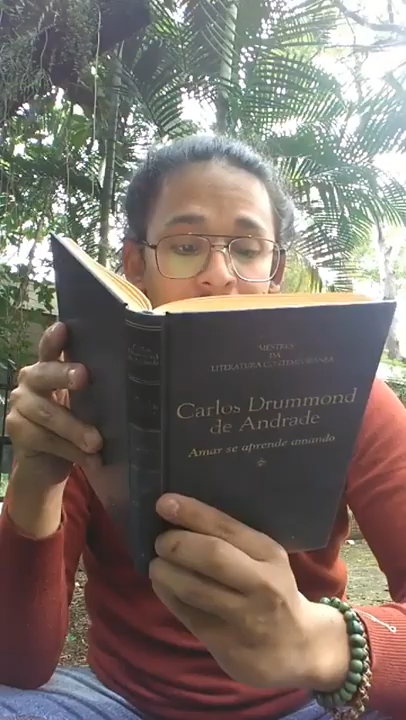 MESTRES
DA
LITERATURA CONTEMPORÂNEA
Carlos Drummond
de Andrade
Amar se aprende amando